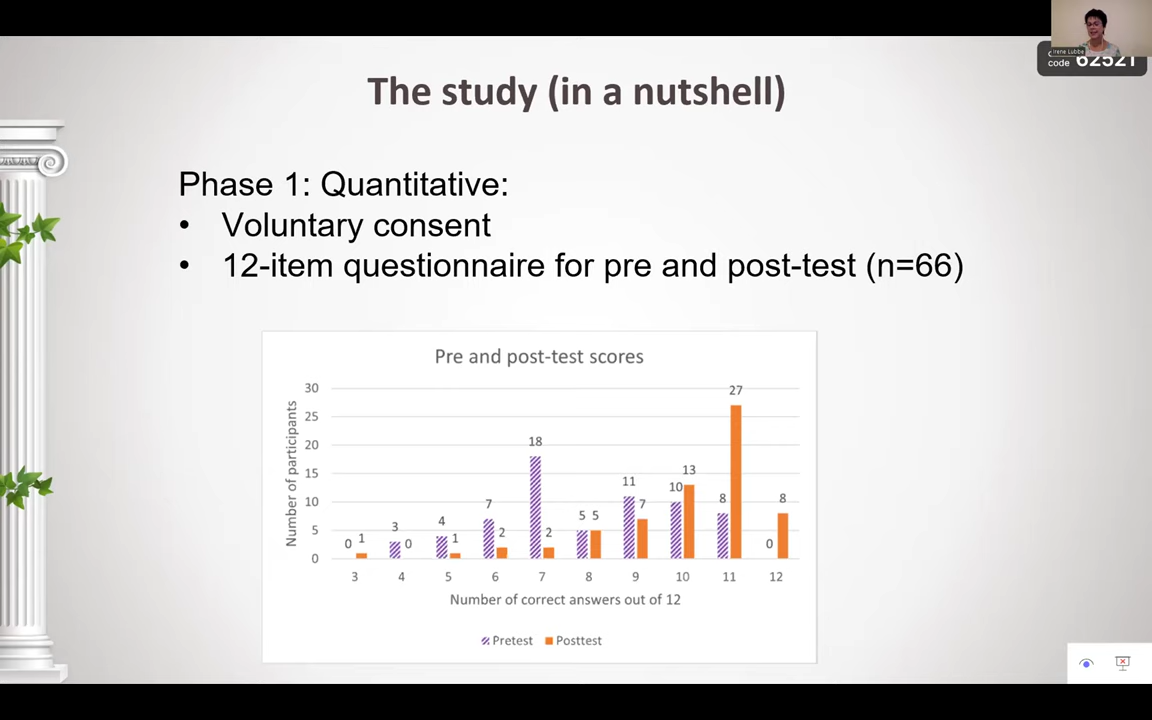 Irene Lubbe
code 62521
The study (in a nutshell)
Phase 1: Quantitative:
• Voluntary consent
• 12-item questionnaire for pre and post-test (n=66)
Pre and post-test scores
Number of participants
30
25
20
15
10
5
0
0 1
3 0
4 1
7 2
18 2
5 5
11 7
10 13
8 27
0 8
3 4 5 6 7 8 9 10 11 12
Number of correct answers out of 12
Pretest Posttest